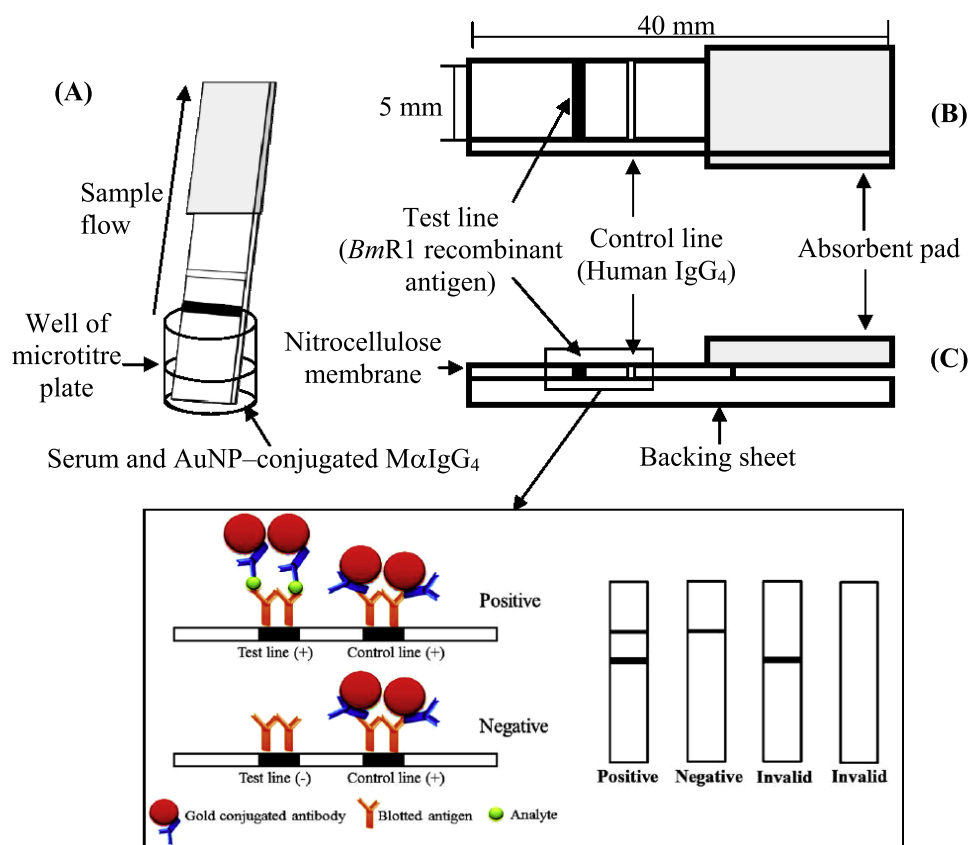 (A)
Sample
flow
Well of
microtitre
plate
Serum and AuNP–conjugated MαIgG₄
40 mm
5 mm
(B)
Test line
(BmR1 recombinant
antigen)
Control line
(Human IgG₄)
Absorbent pad
Nitrocellulose
membrane
(C)
Backing sheet
Positive
Test line (+)
Control line (+)
Negative
Test line (-)
Control line (+)
Gold conjugated antibody
Blotted antigen
Analyte
Positive
Negative
Invalid
Invalid